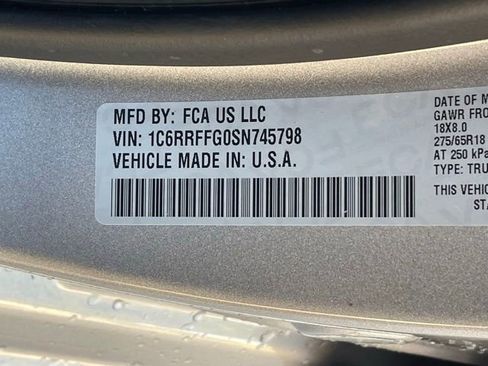 MFD BY: FCA US LLC
VIN: 1C6RRFFG0SN745798
VEHICLE MADE IN: U.S.A.
DATE OF M
GAWR FRO
18X8.0
275/65R18
AT 250 kPa
TYPE: TRU
THIS VEHIC
STA